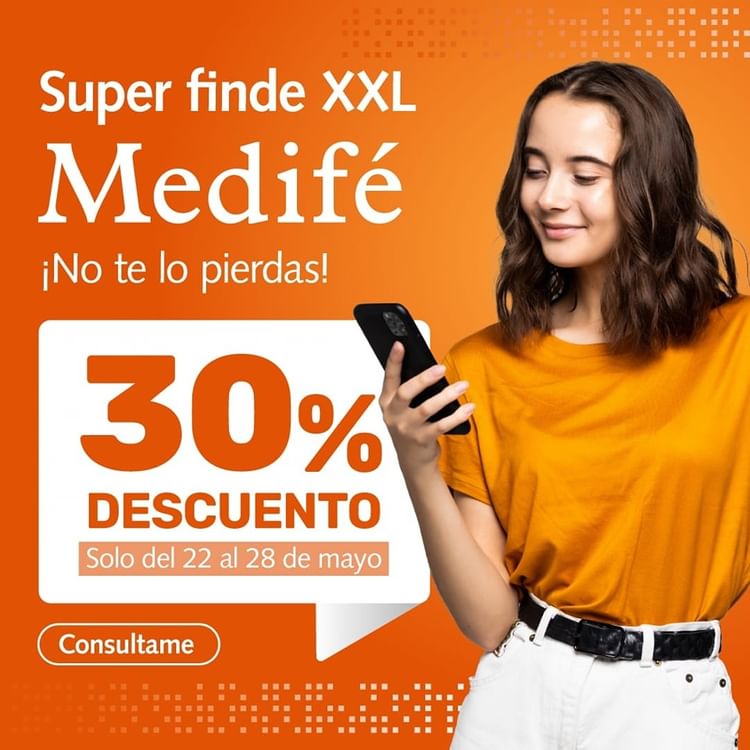 Super finde XXL
Medifé
¡No te lo pierdas!
30%
DESCUENTO
Solo del 22 al 28 de mayo
Consultame